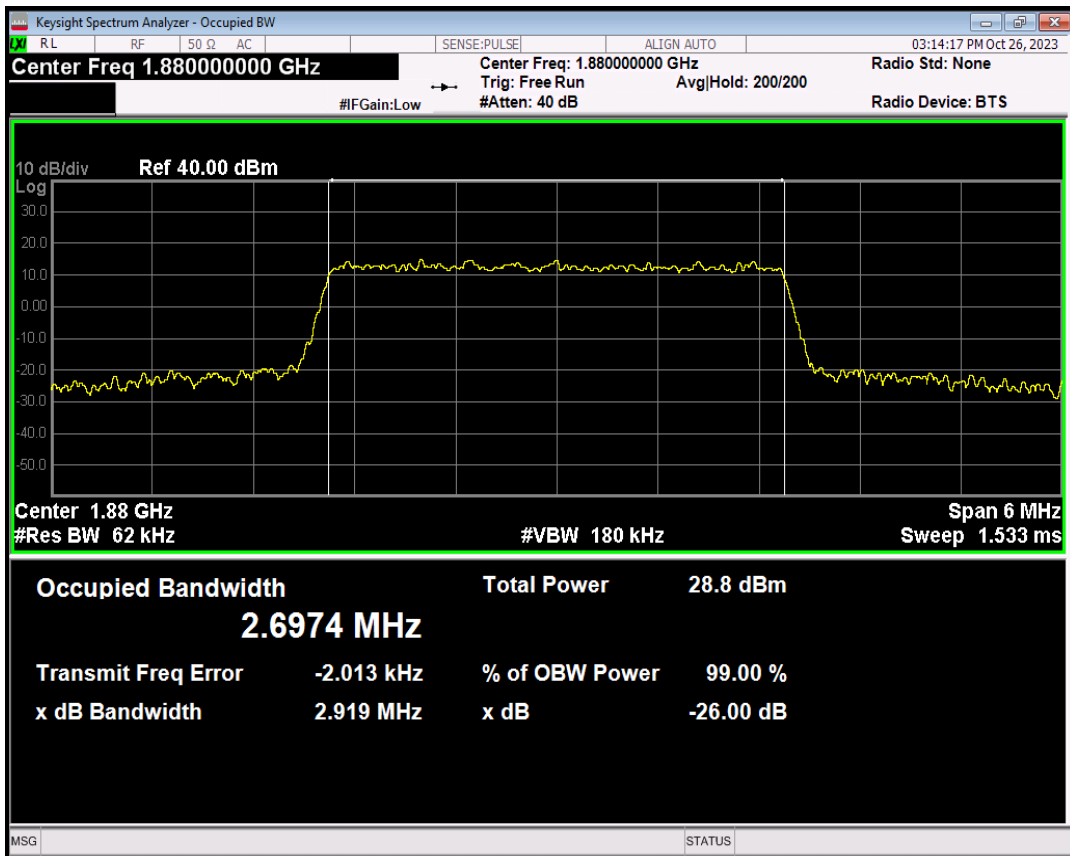 Keysight Spectrum Analyzer - Occupied BW
LXI RL RF 50 Ω AC SENSE:PULSE ALIGN AUTO 03:14:17 PM Oct 26, 2023
Center Freq 1.880000000 GHz Center Freq: 1.880000000 GHz Radio Std: None
Trig: Free Run Avg|Hold: 200/200
#IFGain:Low #Atten: 40 dB Radio Device: BTS
10 dB/div Ref 40.00 dBm
Log
30.0
20.0
10.0
0.00
-10.0
-20.0
-30.0
-40.0
-50.0
Center 1.88 GHz Span 6 MHz
#Res BW 62 kHz #VBW 180 kHz Sweep 1.533 ms
Occupied Bandwidth Total Power 28.8 dBm
2.6974 MHz
Transmit Freq Error -2.013 kHz % of OBW Power 99.00 %
x dB Bandwidth 2.919 MHz x dB -26.00 dB
MSG STATUS